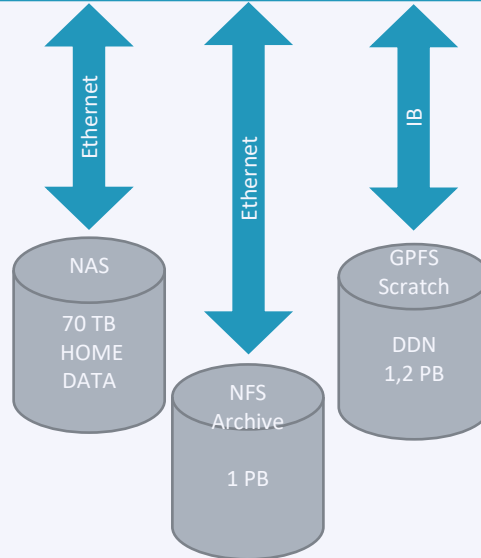 Ethernet
Ethernet
IB
NAS
70 TB
HOME
DATA
NFS
Archive
1 PB
GPFS
Scratch
DDN
1,2 PB